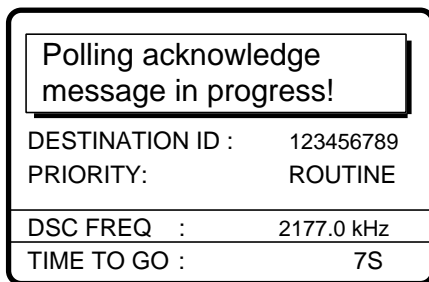 Polling acknowledge
message in progress!
DESTINATION ID : 123456789
PRIORITY: ROUTINE
DSC FREQ : 2177.0 kHz
TIME TO GO : 7S